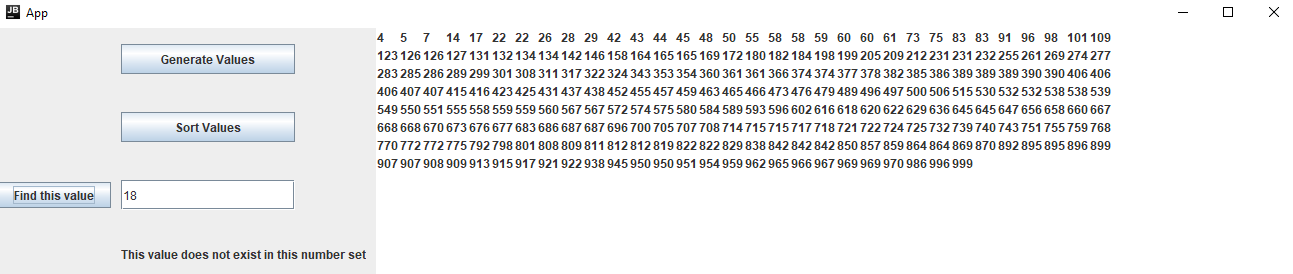 JB App
Generate Values
Sort Values
Find this value 18
This value does not exist in this number set
4 5 7 14 17 22 22 26 28 29 42 43 44 45 48 50 55 58 58 59 60 60 61 73 75 83 83 91 96 98 101 109
123 126 126 127 131 132 134 134 142 146 158 164 165 165 169 172 180 182 184 198 199 205 209 212 231 231 232 255 261 269 274 277
283 285 286 289 299 301 308 311 317 322 324 343 353 354 360 361 361 366 374 374 377 378 382 385 386 389 389 389 390 390 406 406
406 407 407 415 416 423 425 431 437 438 452 455 457 459 463 465 466 473 476 479 489 496 497 500 506 515 530 532 532 538 538 539
549 550 551 555 558 559 559 560 567 567 572 574 575 580 584 589 593 596 602 616 618 620 622 629 636 645 645 647 656 658 660 667
668 668 670 673 676 677 683 686 687 687 696 700 705 707 708 714 715 715 717 718 721 722 724 725 732 739 740 743 751 755 759 768
770 772 772 775 792 798 801 808 809 811 812 812 819 822 822 829 838 842 842 842 850 857 859 864 864 869 870 892 895 895 896 899
907 907 908 909 913 915 917 921 922 938 945 950 950 951 954 959 962 965 966 967 969 969 970 986 996 999